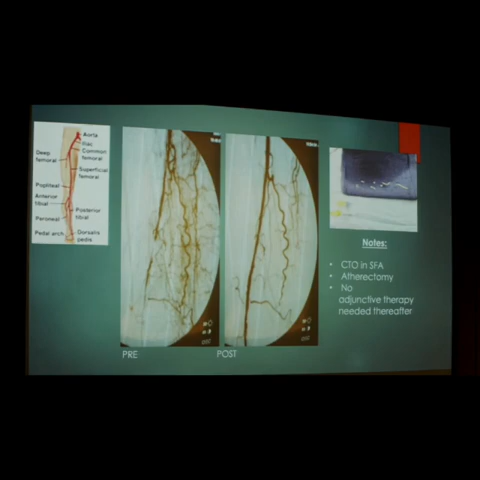 Aorta
Iliac
Common
femoral
Deep
femoral
Superficial
femoral
Popliteal
Anterior
tibial
Posterior
tibial
Peroneal
Pedal arch
Dorsalis
pedis
PRE
POST
Notes:
• CTO in SFA
• Atherectomy
• No
adjunctive therapy
needed thereafter